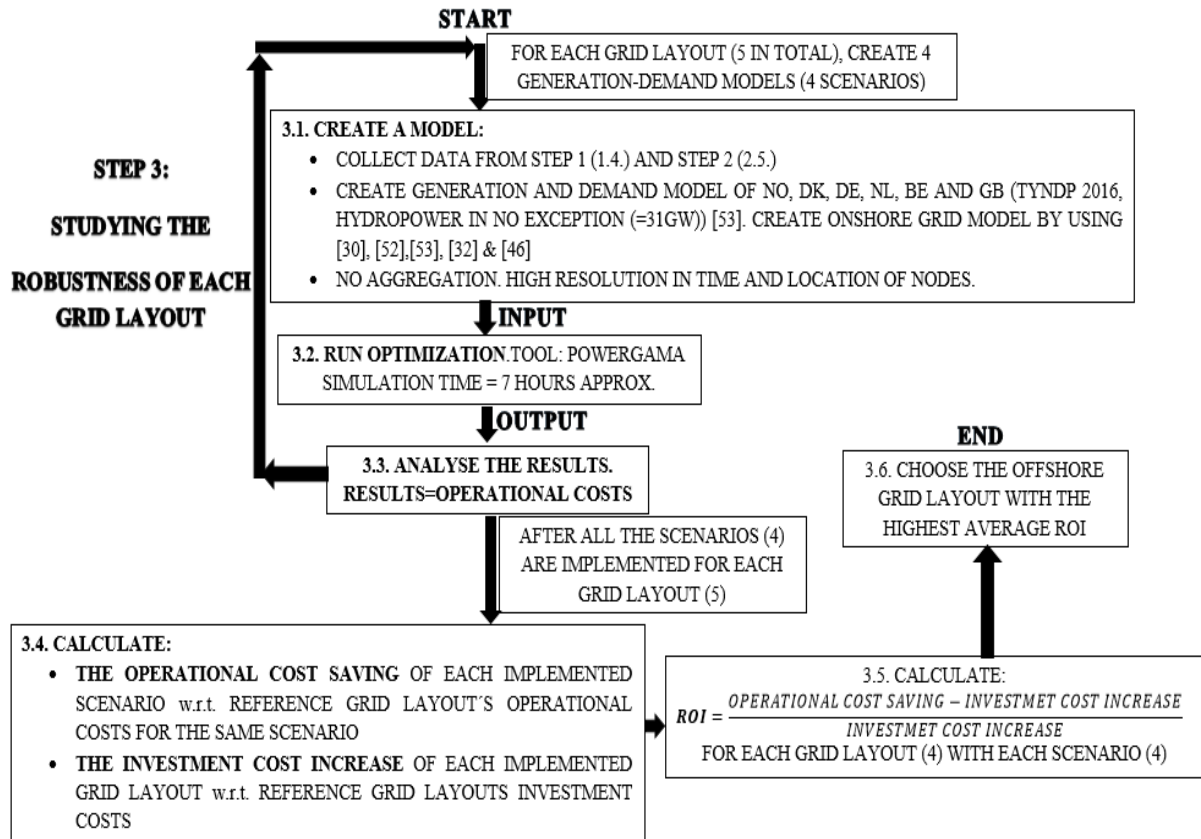 START
FOR EACH GRID LAYOUT (5 IN TOTAL), CREATE 4
GENERATION-DEMAND MODELS (4 SCENARIOS)
STEP 3:
STUDYING THE
ROBUSTNESS OF EACH
GRID LAYOUT
3.1. CREATE A MODEL:
• COLLECT DATA FROM STEP 1 (1.4.) AND STEP 2 (2.5.)
• CREATE GENERATION AND DEMAND MODEL OF NO, DK, DE, NL, BE AND GB (TYNDP 2016,
HYDROPOWER IN NO EXCEPTION (=31GW)) [53]. CREATE ONSHORE GRID MODEL BY USING
[30], [52],[53], [32] & [46]
• NO AGGREGATION. HIGH RESOLUTION IN TIME AND LOCATION OF NODES.
INPUT
3.2. RUN OPTIMIZATION.TOOL: POWERGAMA
SIMULATION TIME = 7 HOURS APPROX.
OUTPUT
3.3. ANALYSE THE RESULTS.
RESULTS=OPERATIONAL COSTS
AFTER ALL THE SCENARIOS (4)
ARE IMPLEMENTED FOR EACH
GRID LAYOUT (5)
3.4. CALCULATE:
• THE OPERATIONAL COST SAVING OF EACH IMPLEMENTED
SCENARIO w.r.t. REFERENCE GRID LAYOUT´S OPERATIONAL
COSTS FOR THE SAME SCENARIO
• THE INVESTMENT COST INCREASE OF EACH IMPLEMENTED
GRID LAYOUT w.r.t. REFERENCE GRID LAYOUTS INVESTMENT
COSTS
3.5. CALCULATE:
ROI = OPERATIONAL COST SAVING − INVESTMET COST INCREASE
INVESTMET COST INCREASE
FOR EACH GRID LAYOUT (4) WITH EACH SCENARIO (4)
END
3.6. CHOOSE THE OFFSHORE
GRID LAYOUT WITH THE
HIGHEST AVERAGE ROI